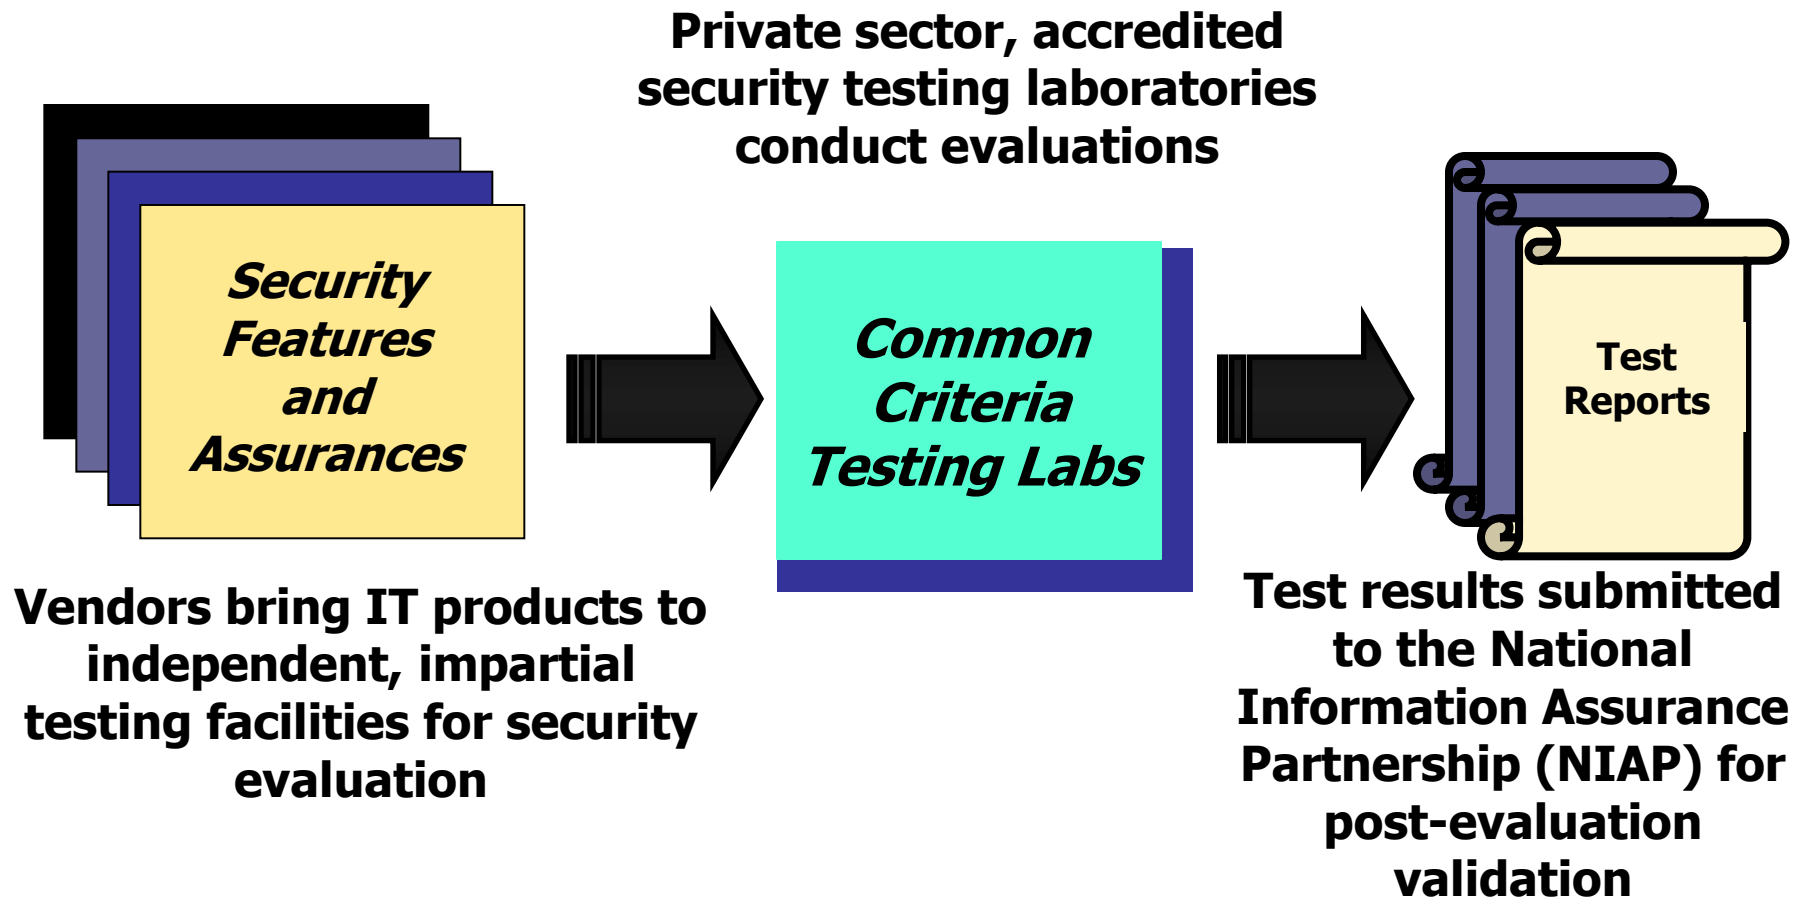 Private sector, accredited
security testing laboratories
conduct evaluations
Security
Features
and
Assurances
Common
Criteria
Testing Labs
Test
Reports
Vendors bring IT products to
independent, impartial
testing facilities for security
evaluation
Test results submitted
to the National
Information Assurance
Partnership (NIAP) for
post-evaluation
validation